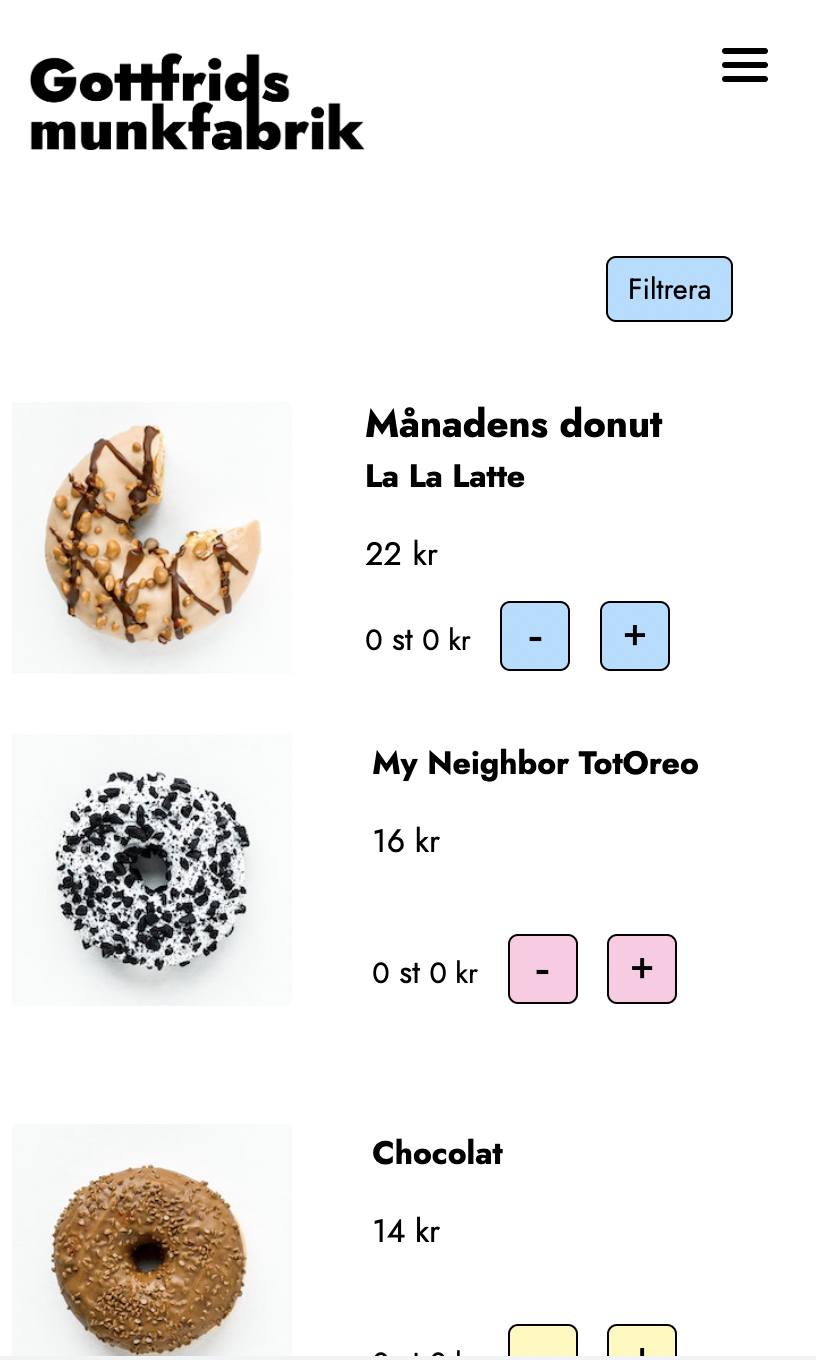 Gottfrids
munkfabrik
Filtrera
Månadens donut
La La Latte
22 kr
0 st 0 kr - +
My Neighbor TotOreo
16 kr
0 st 0 kr - +
Chocolat
14 kr